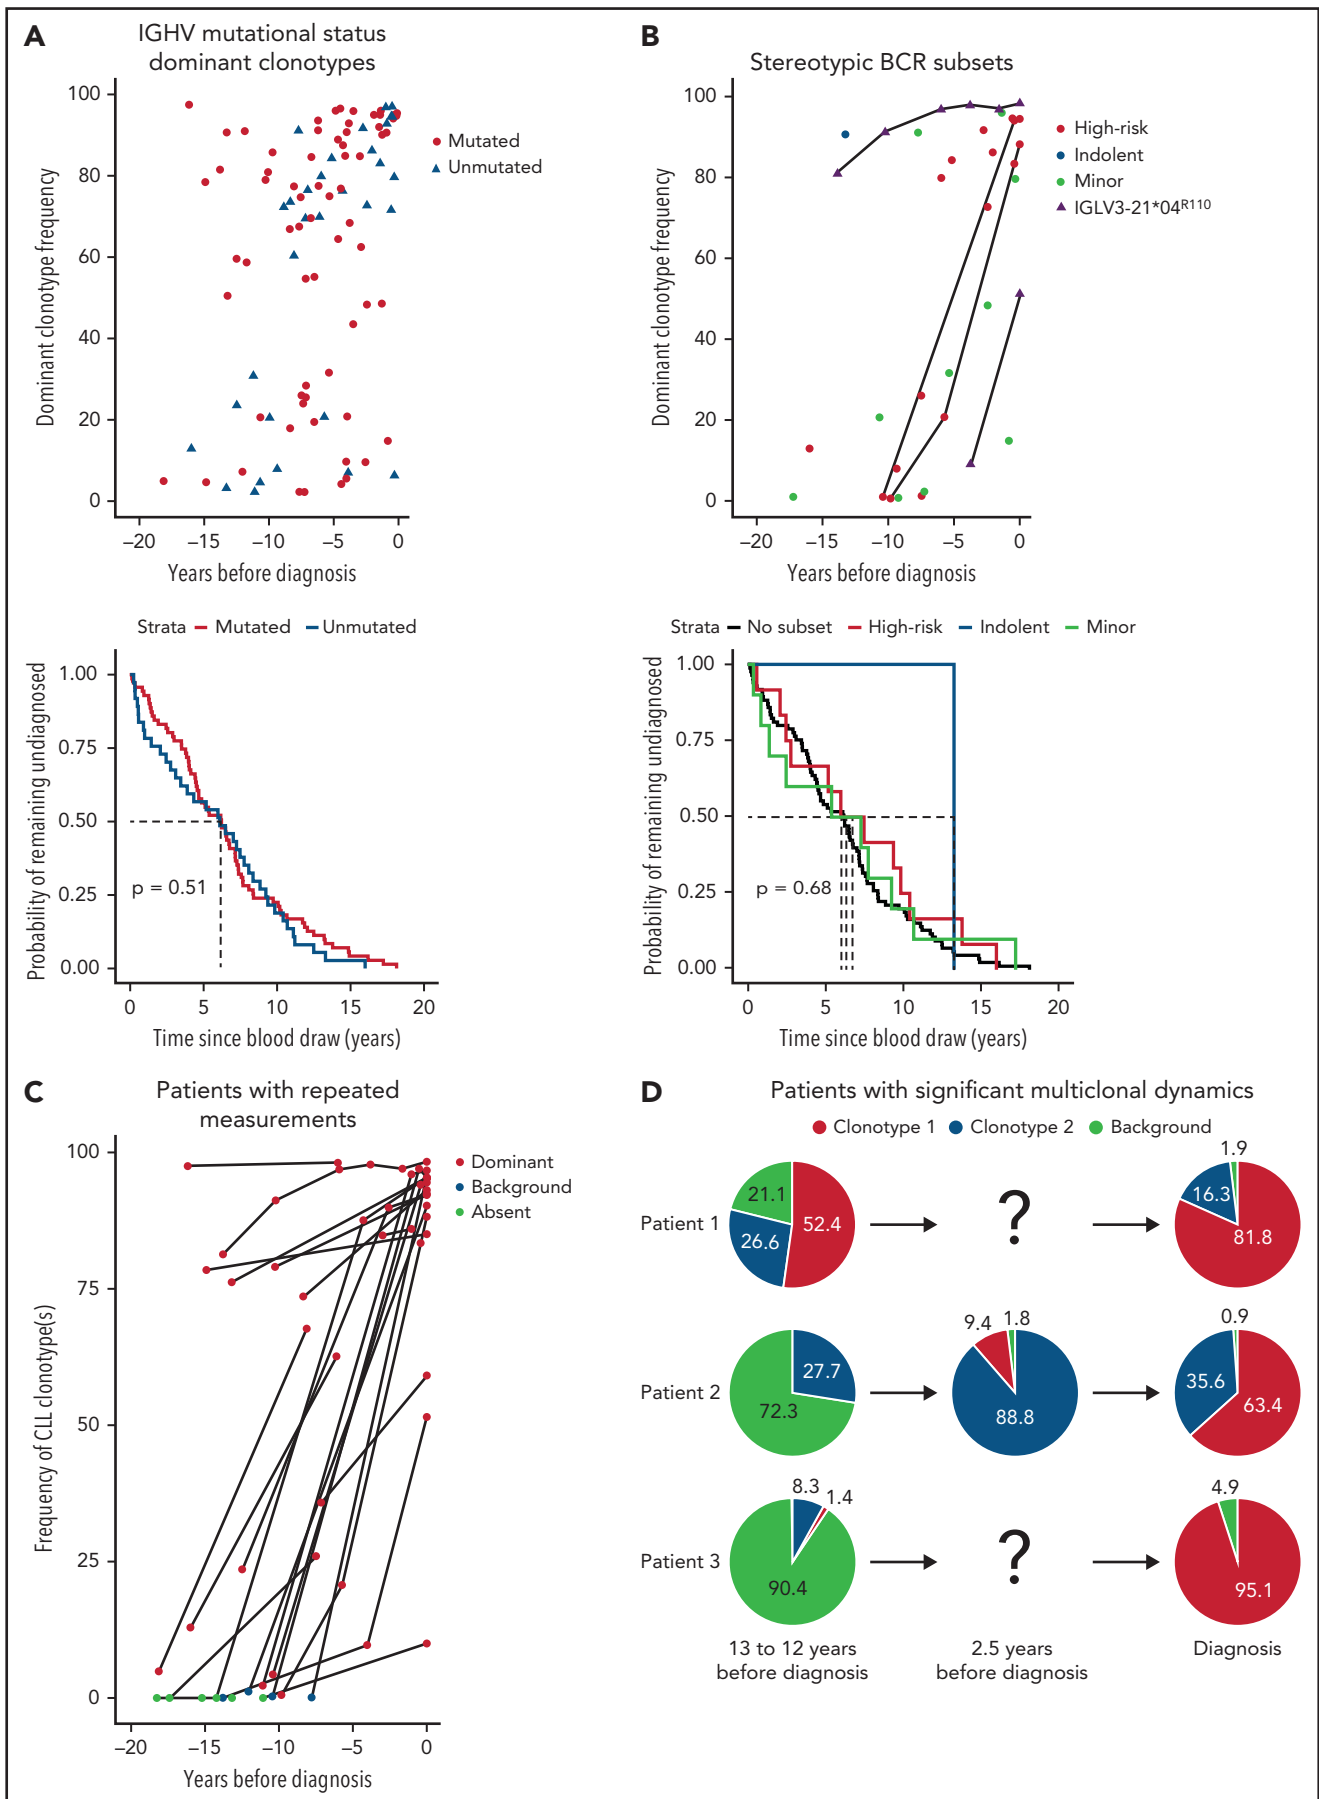 A
IGHV mutational status
dominant clonotypes
Dominant clonotype frequency
100
80
60
40
20
0
–20 –15 –10 –5 0
Years before diagnosis
Mutated
Unmutated
Strata Mutated Unmutated
Probability of remaining undiagnosed
1.00
0.75
0.50
0.25
0.00
p = 0.51
0 5 10 15 20
Time since blood draw (years)
B
Stereotypic BCR subsets
Dominant clonotype frequency
100
80
60
40
20
0
–20 –15 –10 –5 0
Years before diagnosis
High-risk
Indolent
Minor
IGLV3-21*04R110
Strata No subset High-risk Indolent Minor
Probability of remaining undiagnosed
1.00
0.75
0.50
0.25
0.00
p = 0.68
0 5 10 15 20
Time since blood draw (years)
C
Patients with repeated
measurements
Frequency of CLL clonotype(s)
100
75
50
25
0
–20 –15 –10 –5 0
Years before diagnosis
Dominant
Background
Absent
D
Patients with significant multiclonal dynamics
Clonotype 1 Clonotype 2 Background
Patient 1
21.1
52.4
26.6
?
1.9
16.3
81.8
Patient 2
27.7
72.3
9.4 1.8
88.8
0.9
35.6
63.4
Patient 3
8.3
1.4
90.4
?
4.9
95.1
13 to 12 years
before diagnosis
2.5 years
before diagnosis
Diagnosis